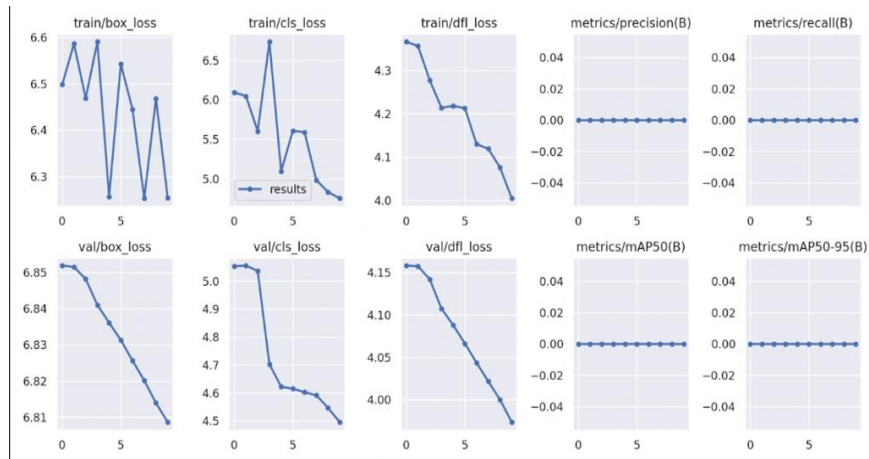 train/box_loss train/cls_loss train/dfl_loss metrics/precision(B) metrics/recall(B)
6.6 6.5 6.4 6.3
0 5
6.5 6.0 5.5 5.0
results
0 5
4.3 4.2 4.1 4.0
0 5
0.04 0.02 0.00 −0.02 −0.04
0 5
0.04 0.02 0.00 −0.02 −0.04
0 5
val/box_loss val/cls_loss val/dfl_loss metrics/mAP50(B) metrics/mAP50-95(B)
6.85 6.84 6.83 6.82 6.81
0 5
5.0 4.9 4.8 4.7 4.6 4.5
0 5
4.15 4.10 4.05 4.00
0 5
0.04 0.02 0.00 −0.02 −0.04
0 5
0.04 0.02 0.00 −0.02 −0.04
0 5